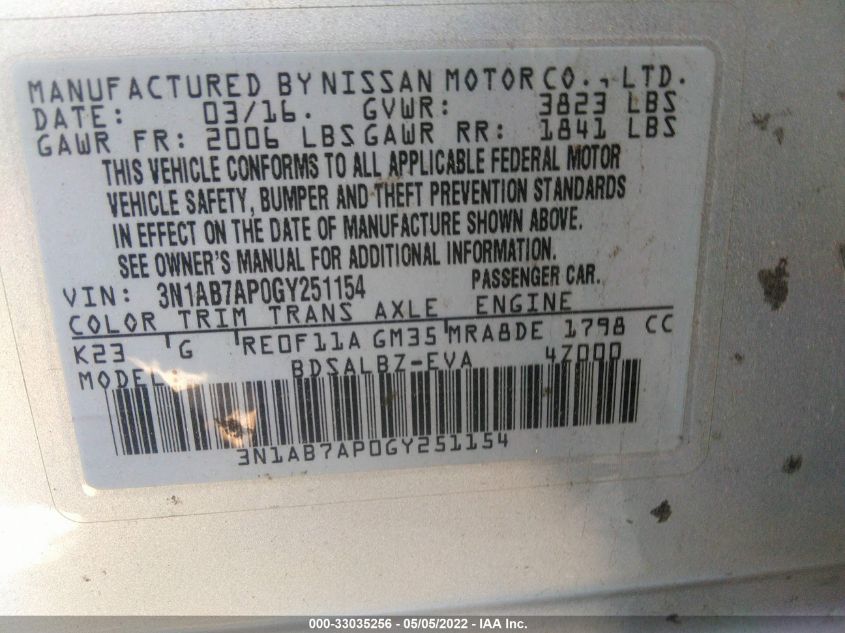 MANUFACTURED BY NISSAN MOTOR CO., LTD.
DATE: 03/16. GVWR: 3823 LBS
GAWR FR: 2006 LBS GAWR RR: 1841 LBS
THIS VEHICLE CONFORMS TO ALL APPLICABLE FEDERAL MOTOR
VEHICLE SAFETY, BUMPER AND THEFT PREVENTION STANDARDS
IN EFFECT ON THE DATE OF MANUFACTURE SHOWN ABOVE.
SEE OWNER'S MANUAL FOR ADDITIONAL INFORMATION.
VIN: 3N1AB7AP0GY251154 PASSENGER CAR.
COLOR TRIM TRANS AXLE ENGINE
K23 G RE0F11A GM35 MRA8DE 1798 CC
MODEL: BDSALBZ-EVA 4Z000
3N1AB7AP0GY251154
000-33035256 - 05/05/2022 - IAA Inc.